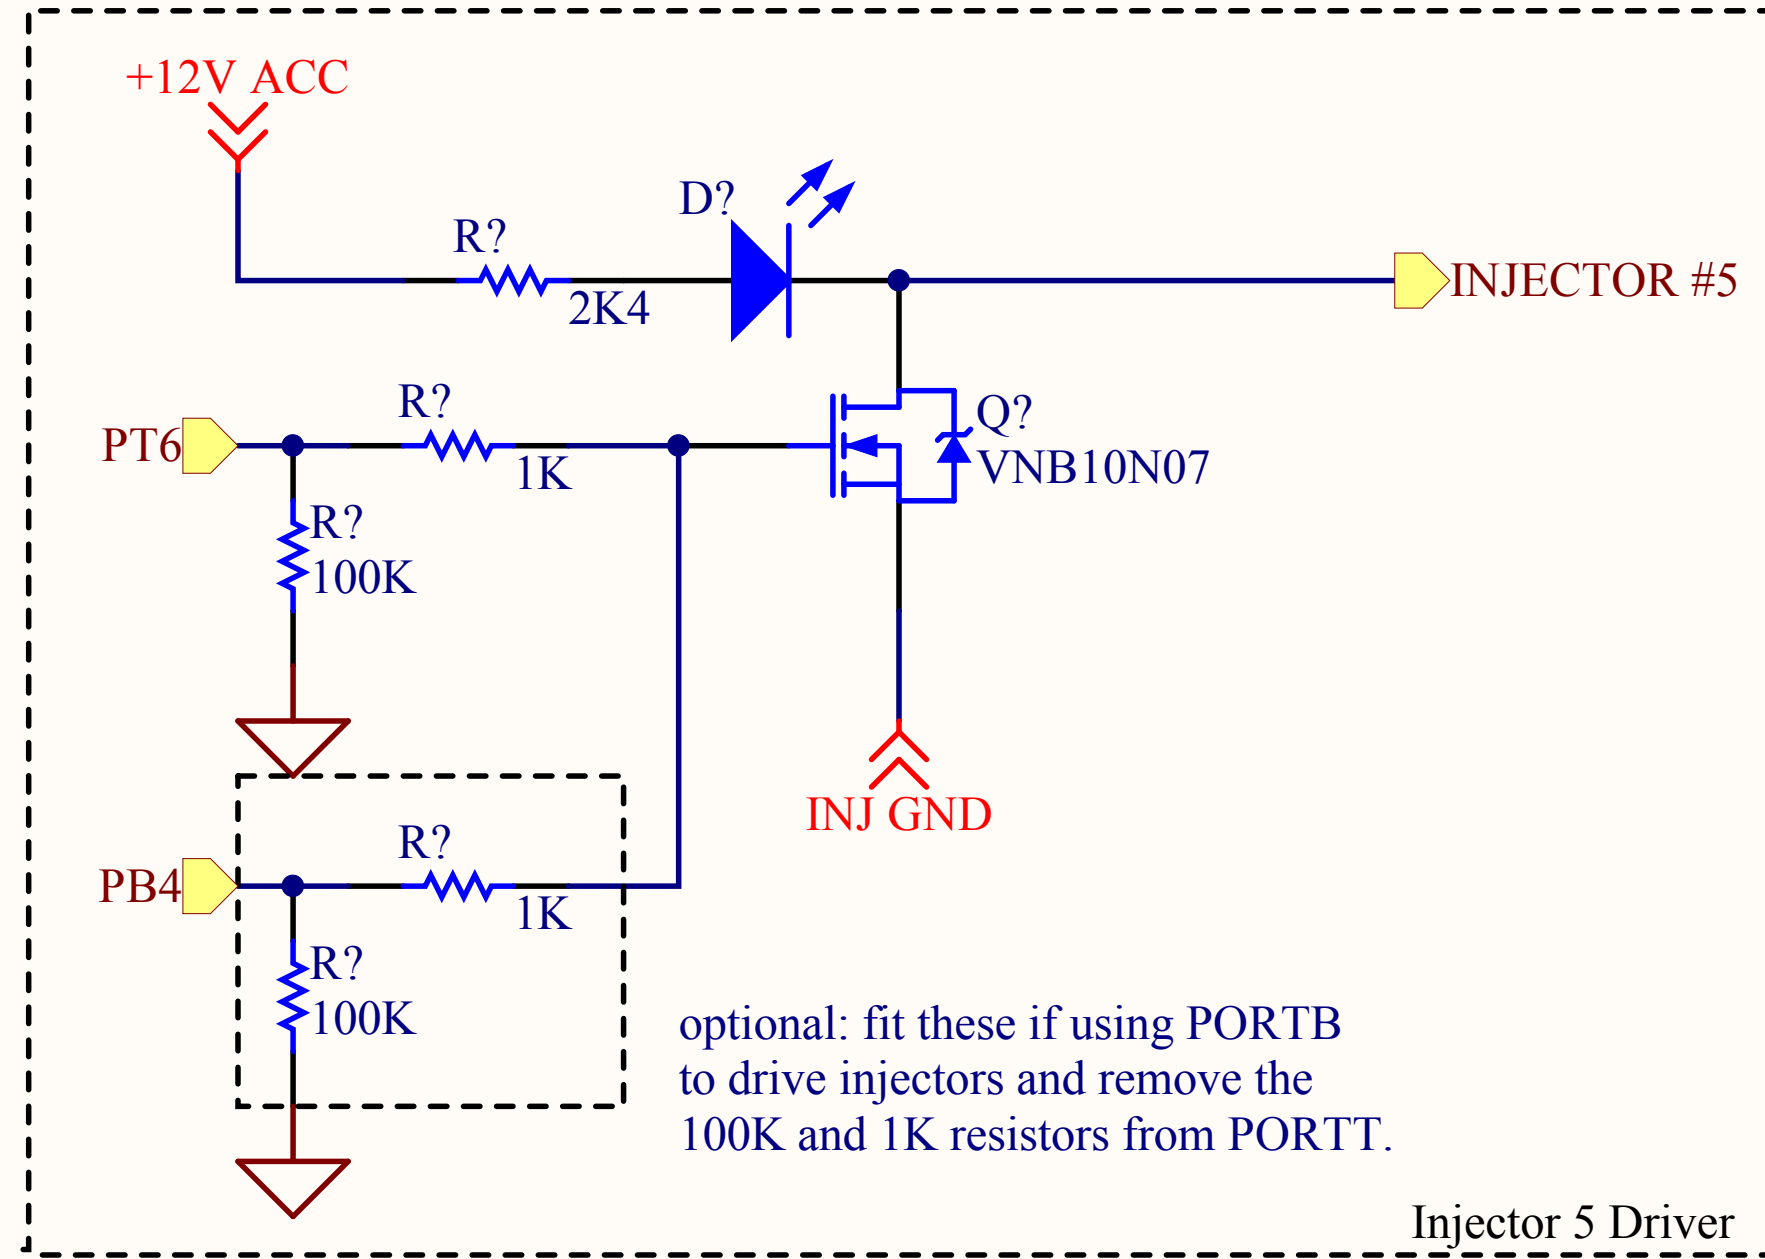 +12V ACC
D?
R?
2K4
INJECTOR #5
R?
PT6
1K
Q?
VNB10N07
R?
100K
INJ GND
R?
PB4
1K
R?
100K
optional: fit these if using PORTB
to drive injectors and remove the
100K and 1K resistors from PORTT.
Injector 5 Driver